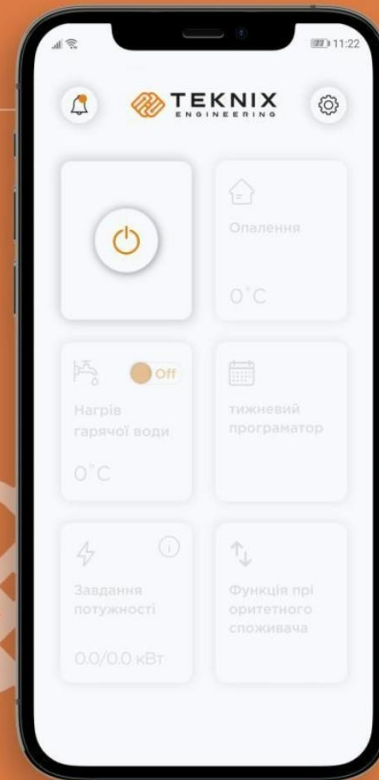 11:22
TEKNIX
ENGINEERING
Опалення
0°C
Off
Нагрів
гарячої води
0°C
тижневий
програматор
Завдання
потужності
0.0/0.0 кВт
Функція прі
оритетного
споживача